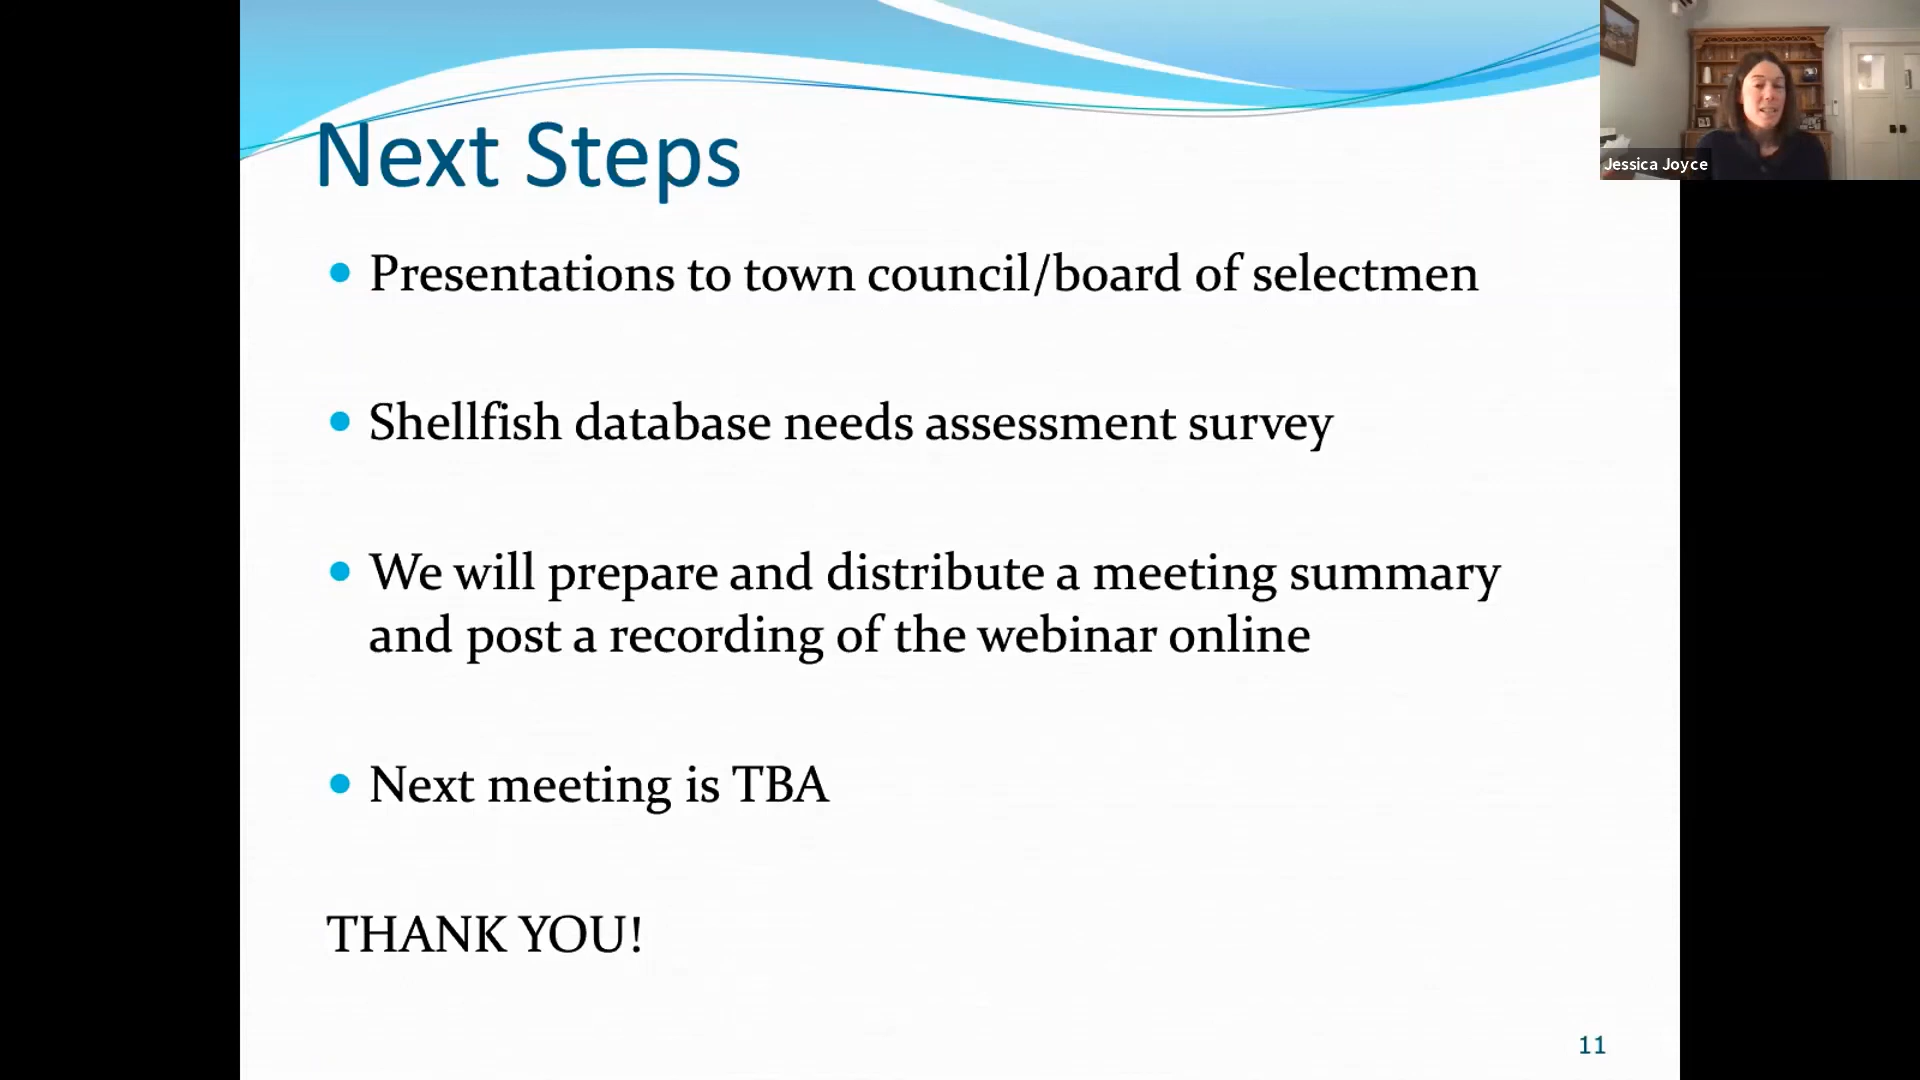 Next Steps
Jessica Joyce
• Presentations to town council/board of selectmen
• Shellfish database needs assessment survey
• We will prepare and distribute a meeting summary
and post a recording of the webinar online
• Next meeting is TBA
THANK YOU!
11